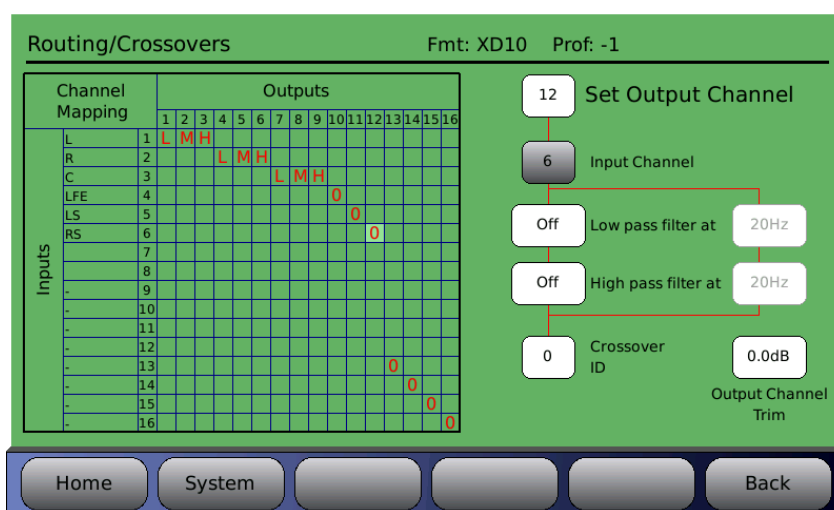 Routing/Crossovers Fmt: XD10 Prof: -1
Channel Mapping
Outputs
1 2 3 4 5 6 7 8 9 10 11 12 13 14 15 16
Inputs
L 1 L M H
R 2 L M H
C 3 L M H
LFE 4 0
LS 5 0
RS 6 0
7
8
- 9
- 10
- 11
- 12
- 13 0
- 14 0
- 15 0
- 16 0
12 Set Output Channel
6 Input Channel
Off Low pass filter at 20Hz
Off High pass filter at 20Hz
0 Crossover ID
0.0dB
Output Channel Trim
Home System Back